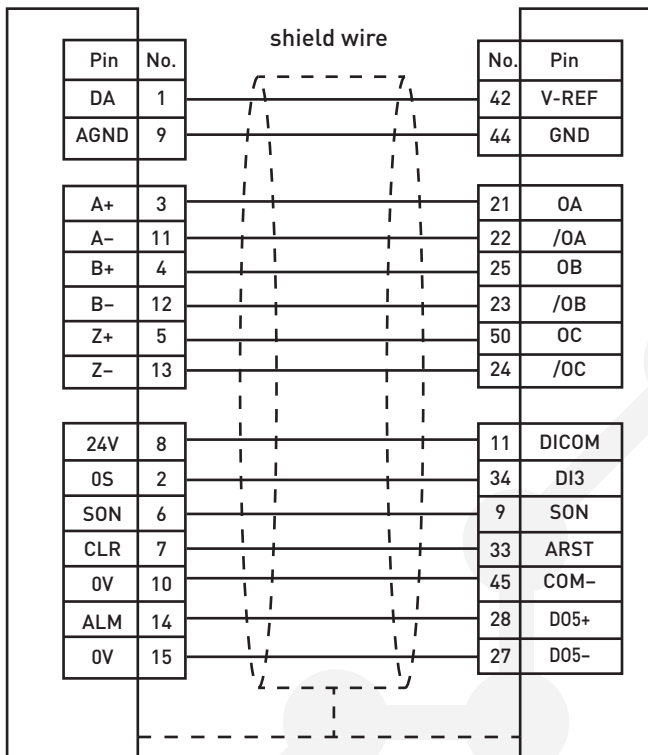 shield wire
Pin No. No. Pin
DA 1 42 V-REF
AGND 9 44 GND
A+ 3 21 OA
A– 11 22 /OA
B+ 4 25 OB
B– 12 23 /OB
Z+ 5 50 OC
Z– 13 24 /OC
24V 8 11 DICOM
0S 2 34 DI3
SON 6 9 SON
CLR 7 33 ARST
0V 10 45 COM–
ALM 14 28 DO5+
0V 15 27 DO5–